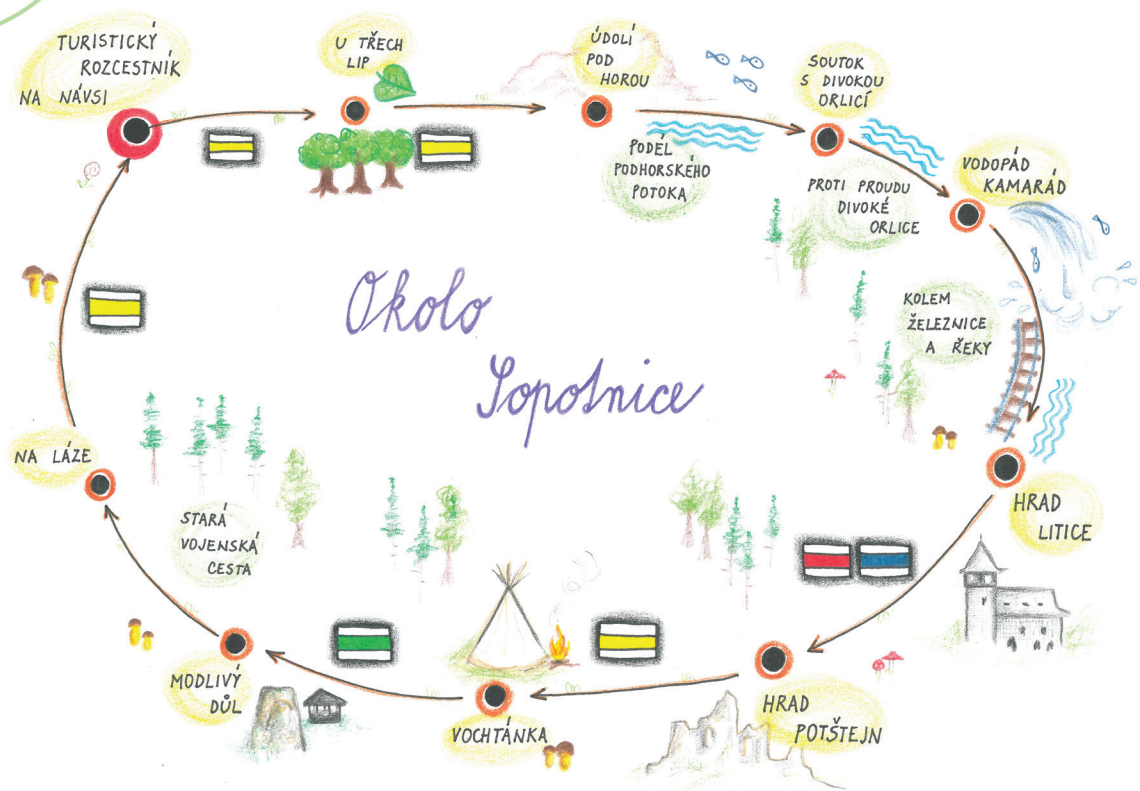 TURISTICKÝ
ROZCESTNÍK
NA NÁVSI
U TŘECH
LIP
ÚDOLÍ
POD
HOROU
SOUTOK
S DIVOKOU
ORLICÍ
PODÉL
PODHORSKÉHO
POTOKA
PROTI PROUDU
DIVOKÉ
ORLICE
VODOPÁD
KAMARÁD
Okolo
Sopotnice
KOLEM
ŽELEZNICE
A ŘEKY
HRAD
LITICE
HRAD
POTŠTEJN
VOCHTÁNKA
MODLIVÝ
DŮL
STARÁ
VOJENSKÁ
CESTA
NA LÁZE